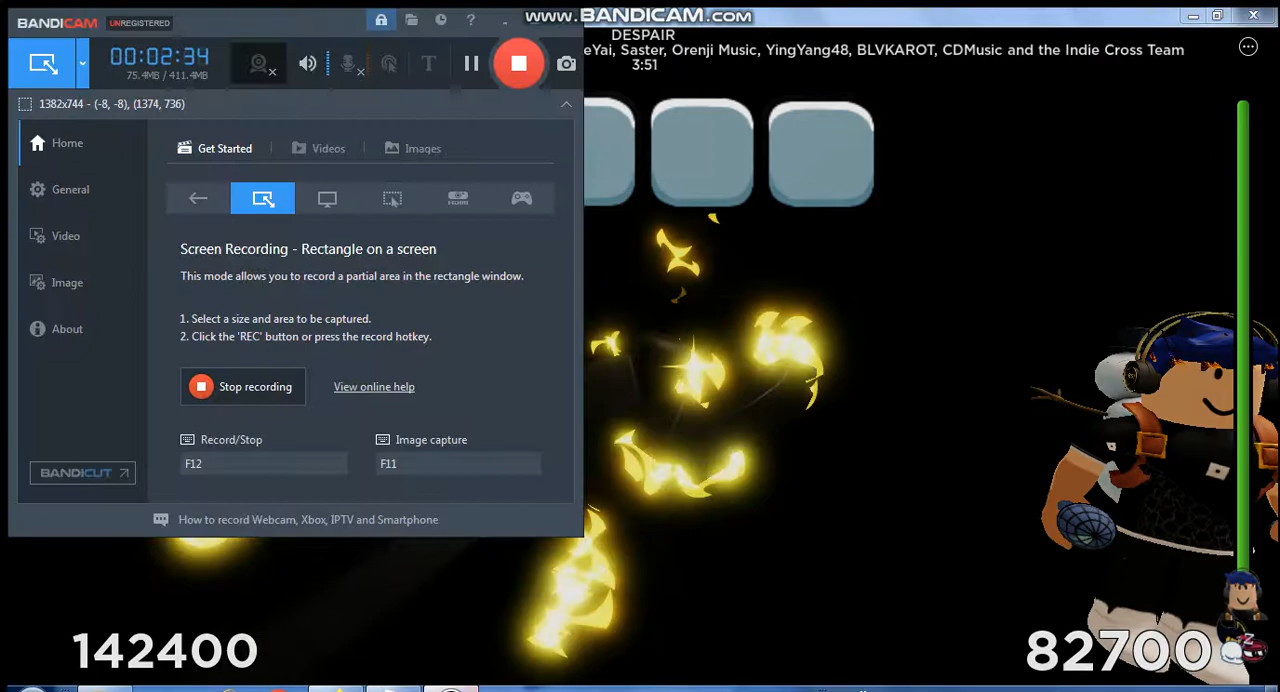 www.BANDICAM.com
BANDICAM UNREGISTERED
?
00:02:34
75.4MB / 411.4MB
T
1382x744 - (-8, -8), (1374, 736)
Home
General
Video
Image
About
BANDICUT
Get Started
Videos
Images
HDMI
Screen Recording - Rectangle on a screen
This mode allows you to record a partial area in the rectangle window.
1. Select a size and area to be captured.
2. Click the 'REC' button or press the record hotkey.
Stop recording
View online help
Record/Stop
Image capture
F12
F11
How to record Webcam, Xbox, IPTV and Smartphone
DESPAIR
eYai, Saster, Orenji Music, YingYang48, BLVKAROT, CDMusic and the Indie Cross Team
3:51
142400
82700